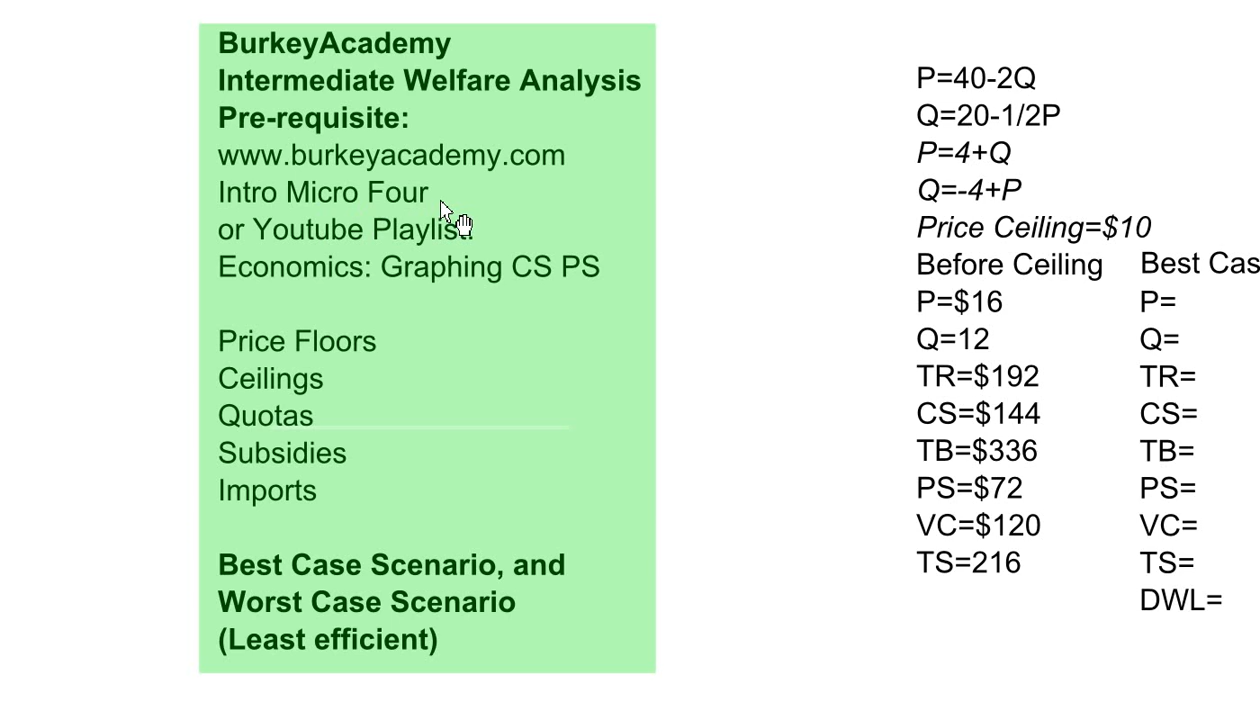 BurkeyAcademy
Intermediate Welfare Analysis
Pre-requisite:
www.burkeyacademy.com
Intro Micro Four
or Youtube Playlist:
Economics: Graphing CS PS
Price Floors
Ceilings
Quotas
Subsidies
Imports
Best Case Scenario, and
Worst Case Scenario
(Least efficient)
P=40-2Q
Q=20-1/2P
P=4+Q
Q=-4+P
Price Ceiling=$10
Before Ceiling
P=$16
Q=12
TR=$192
CS=$144
TB=$336
PS=$72
VC=$120
TS=216
Best Cas
P=
Q=
TR=
CS=
TB=
PS=
VC=
TS=
DWL=